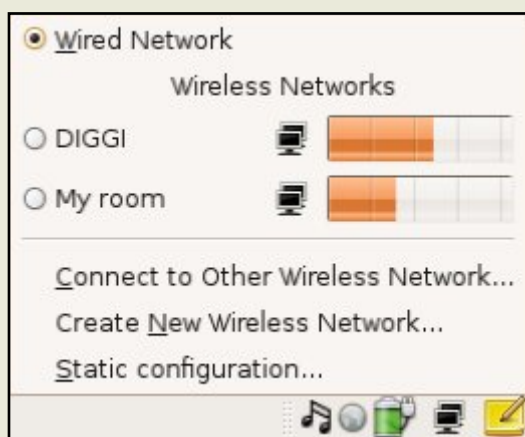 Wired Network
Wireless Networks
DIGGI
My room
Connect to Other Wireless Network...
Create New Wireless Network...
Static configuration...